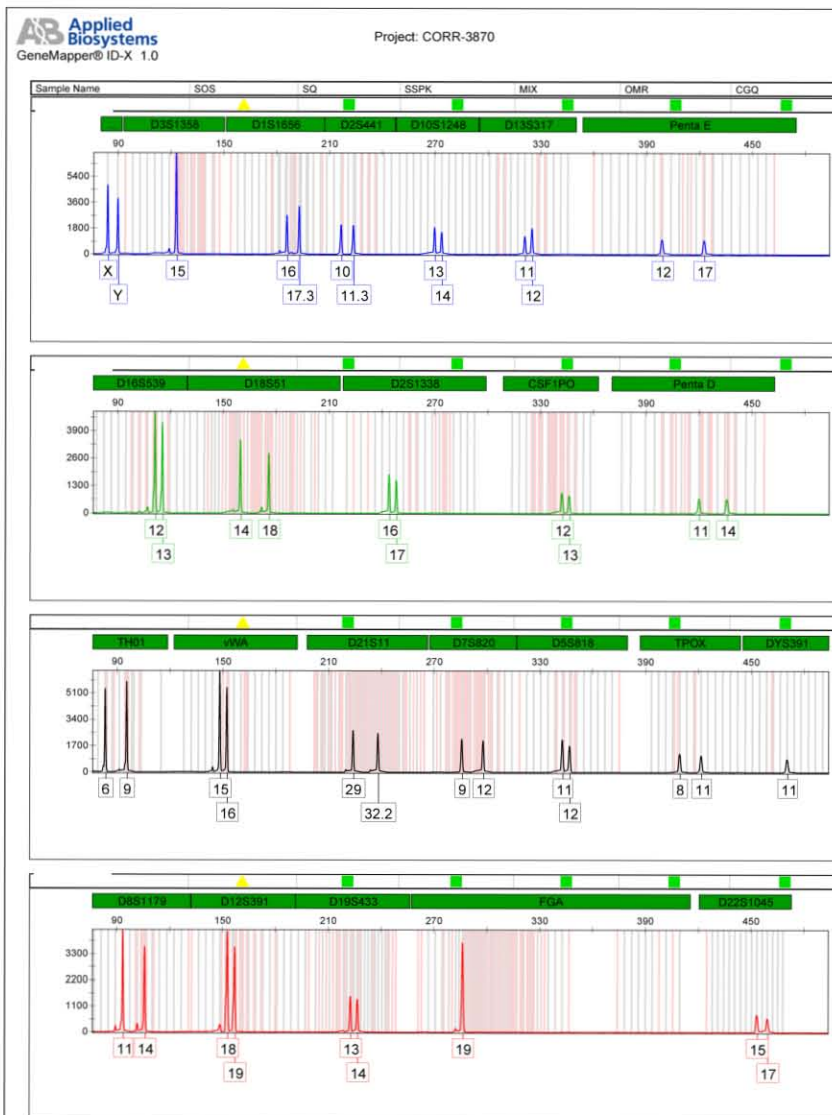 AB Applied Biosystems
GeneMapper® ID-X 1.0
Project: CORR-3870
Sample Name SOS SQ SSPK MIX OMR CGQ
D3S1358 D1S1656 D2S441 D10S1248 D13S317 Penta E
90 150 210 270 330 390 450
5400
3600
1800
0
X 15 16 10 13 11 12 17
Y 17.3 11.3 14 12
D16S539 D18S51 D2S1338 CSF1PO Penta D
90 150 210 270 330 390 450
3900
2600
1300
0
12 14 18 16 12 11 14
13 17 13
TH01 vWA D21S11 D7S820 D5S818 TPOX DYS391
90 150 210 270 330 390 450
5100
3400
1700
0
6 9 15 29 9 12 11 8 11 11
16 32.2 12
D8S1179 D12S391 D19S433 FGA D22S1045
90 150 210 270 330 390 450
3300
2200
1100
0
11 14 18 13 19 15
19 14 17